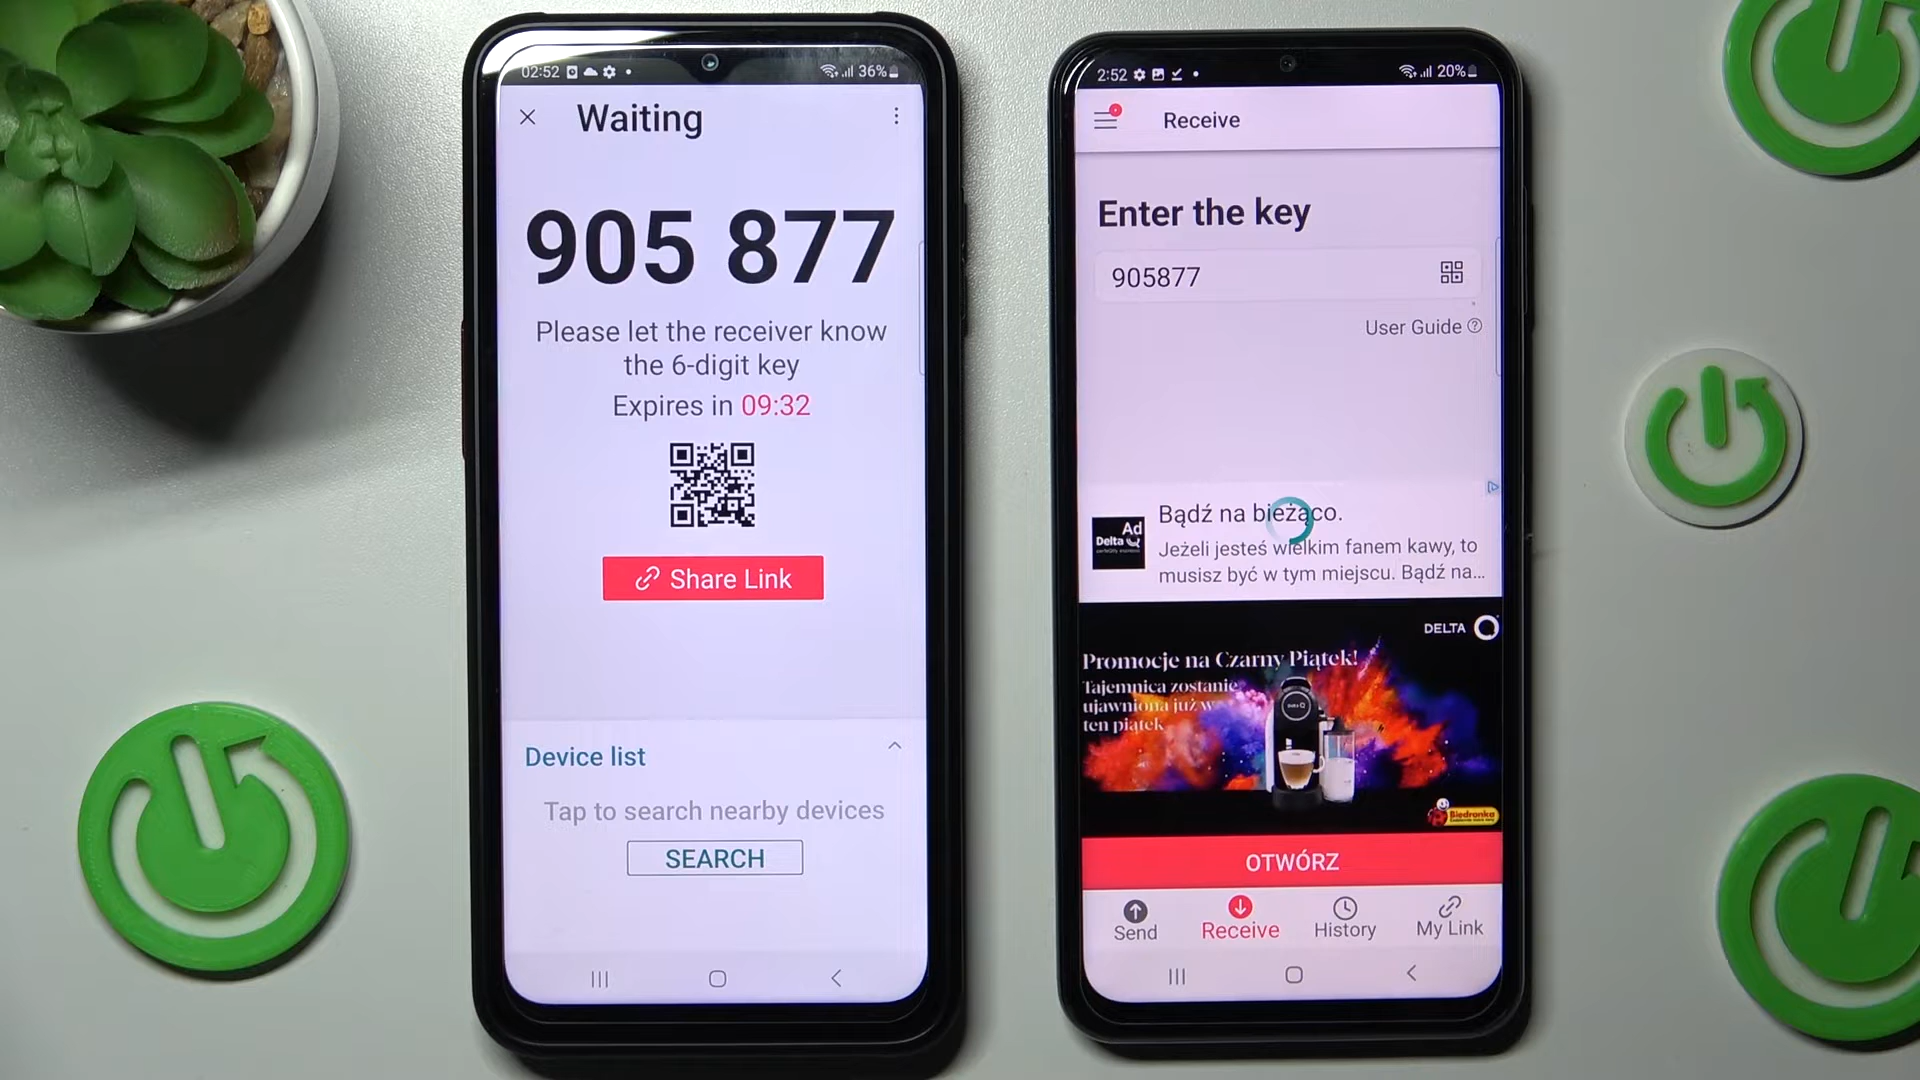 02:52
36%
Waiting
905 877
Please let the receiver know
the 6-digit key
Expires in 09:32
Share Link
Device list
Tap to search nearby devices
SEARCH
2:52
20%
Receive
Enter the key
905877
User Guide
Bądź na bieżąco.
Ad
Delta
Jeżeli jesteś wielkim fanem kawy, to
musisz być w tym miejscu. Bądź na...
DELTA Q
Promocje na Czarny Piątek!
Tajemnica zostanie
ujawniona już w
ten piątek
Biedronka
OTWÓRZ
Send
Receive
History
My Link